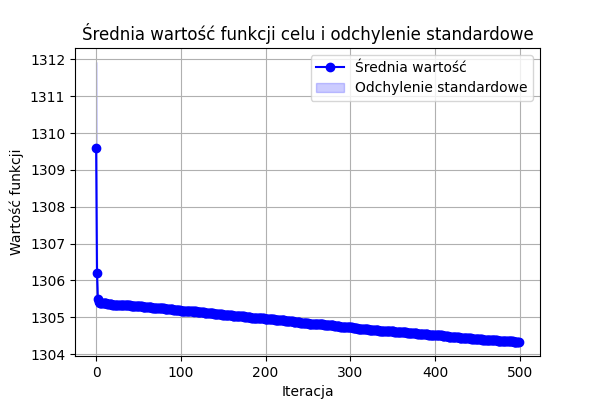 Średnia wartość funkcji celu i odchylenie standardowe
Średnia wartość
Odchylenie standardowe
Wartość funkcji
1312
1311
1310
1309
1308
1307
1306
1305
1304
0 100 200 300 400 500
Iteracja